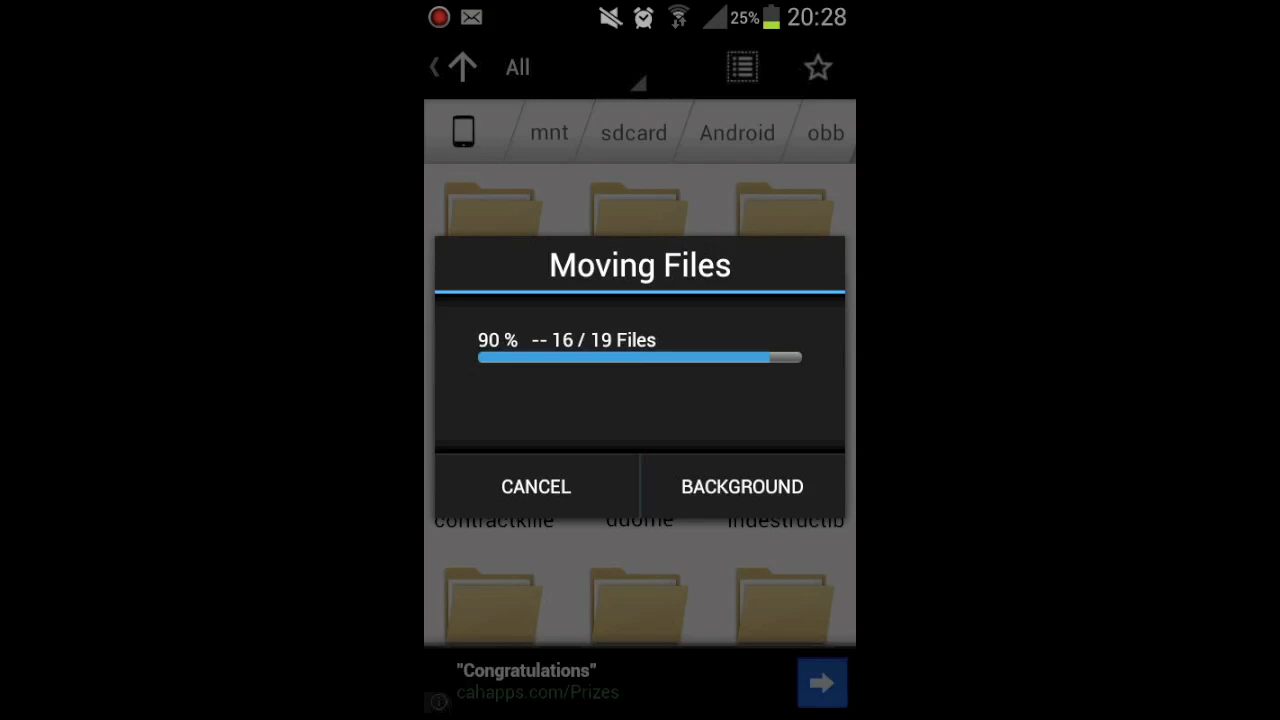 25% 20:28
All
mnt sdcard Android obb
Moving Files
90 % -- 16 / 19 Files
CANCEL BACKGROUND
contractkille ddome indestructib
"Congratulations"
cahapps.com/Prizes